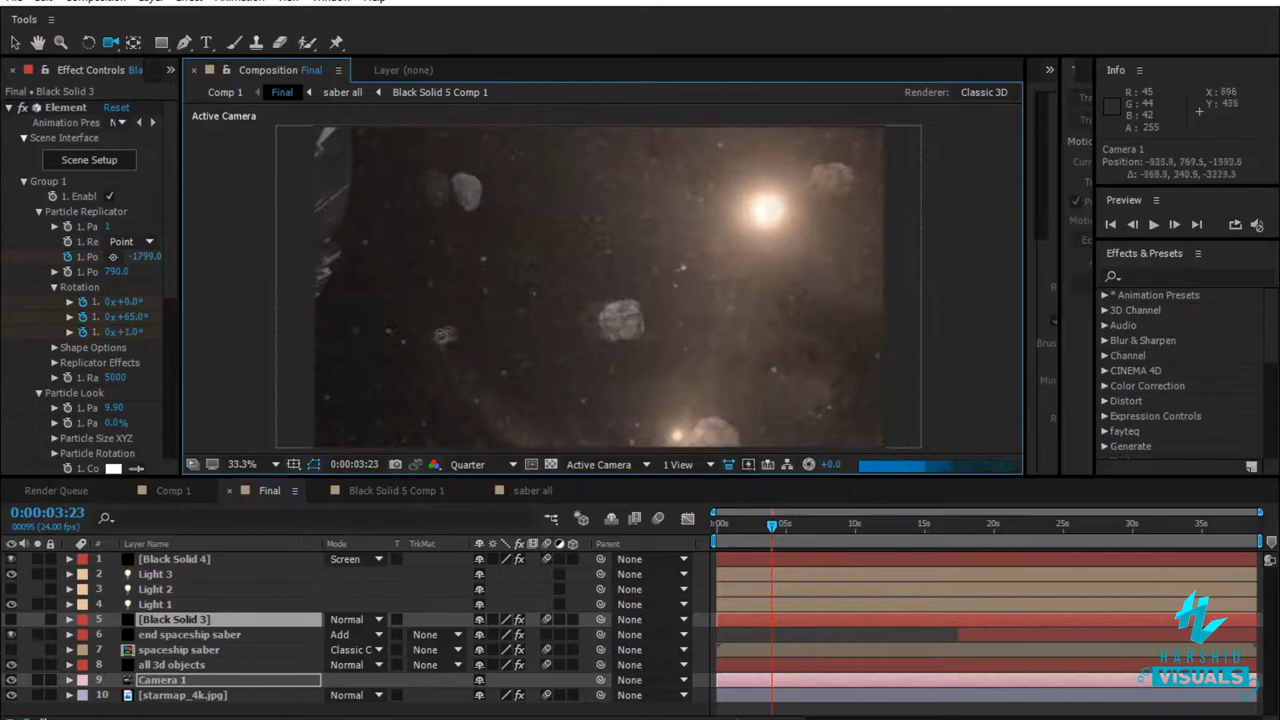 Tools
Effect Controls Bla
Composition Final
Layer (none)
Info
Final • Black Solid 3
Comp 1
Final
saber all
Black Solid 5 Comp 1
Renderer:
Classic 3D
R: 45
G: 44
B: 42
A: 255
X: 696
Y: 436
Element
Reset
Animation Pres
Scene Interface
Scene Setup
Active Camera
Camera 1
Group 1
1. Enabl
Particle Replicator
1. Pa
1
1. Re
Point
1. Po
-1799.0
1. Po
790.0
Rotation
1.
0x+0.0°
1.
0x+65.0°
1.
0x+1.0°
Shape Options
Replicator Effects
1. Ra
5000
Particle Look
1. Pa
9.90
1. Pa
0.0%
Particle Size XYZ
Particle Rotation
1. Co
Preview
Effects & Presets
* Animation Presets
3D Channel
Audio
Blur & Sharpen
Channel
CINEMA 4D
Color Correction
Distort
Expression Controls
fayteq
Generate
33.3%
0:00:03:23
Quarter
Active Camera
1 View
+0.0
Render Queue
Comp 1
Final
Black Solid 5 Comp 1
saber all
0:00:03:23
00095 (24.00 fps)
:00s
05s
10s
15s
20s
25s
30s
35s
#
Layer Name
Mode
T
TrkMat
Parent
1
[Black Solid 4]
Screen
None
2
Light 3
None
3
Light 2
None
4
Light 1
None
5
[Black Solid 3]
Normal
None
6
end spaceship saber
Add
None
None
7
spaceship saber
Classic C
None
None
8
all 3d objects
Normal
None
None
9
Camera 1
None
10
[starmap_4k.jpg]
Normal
None
None
HARSHID
VISUALS